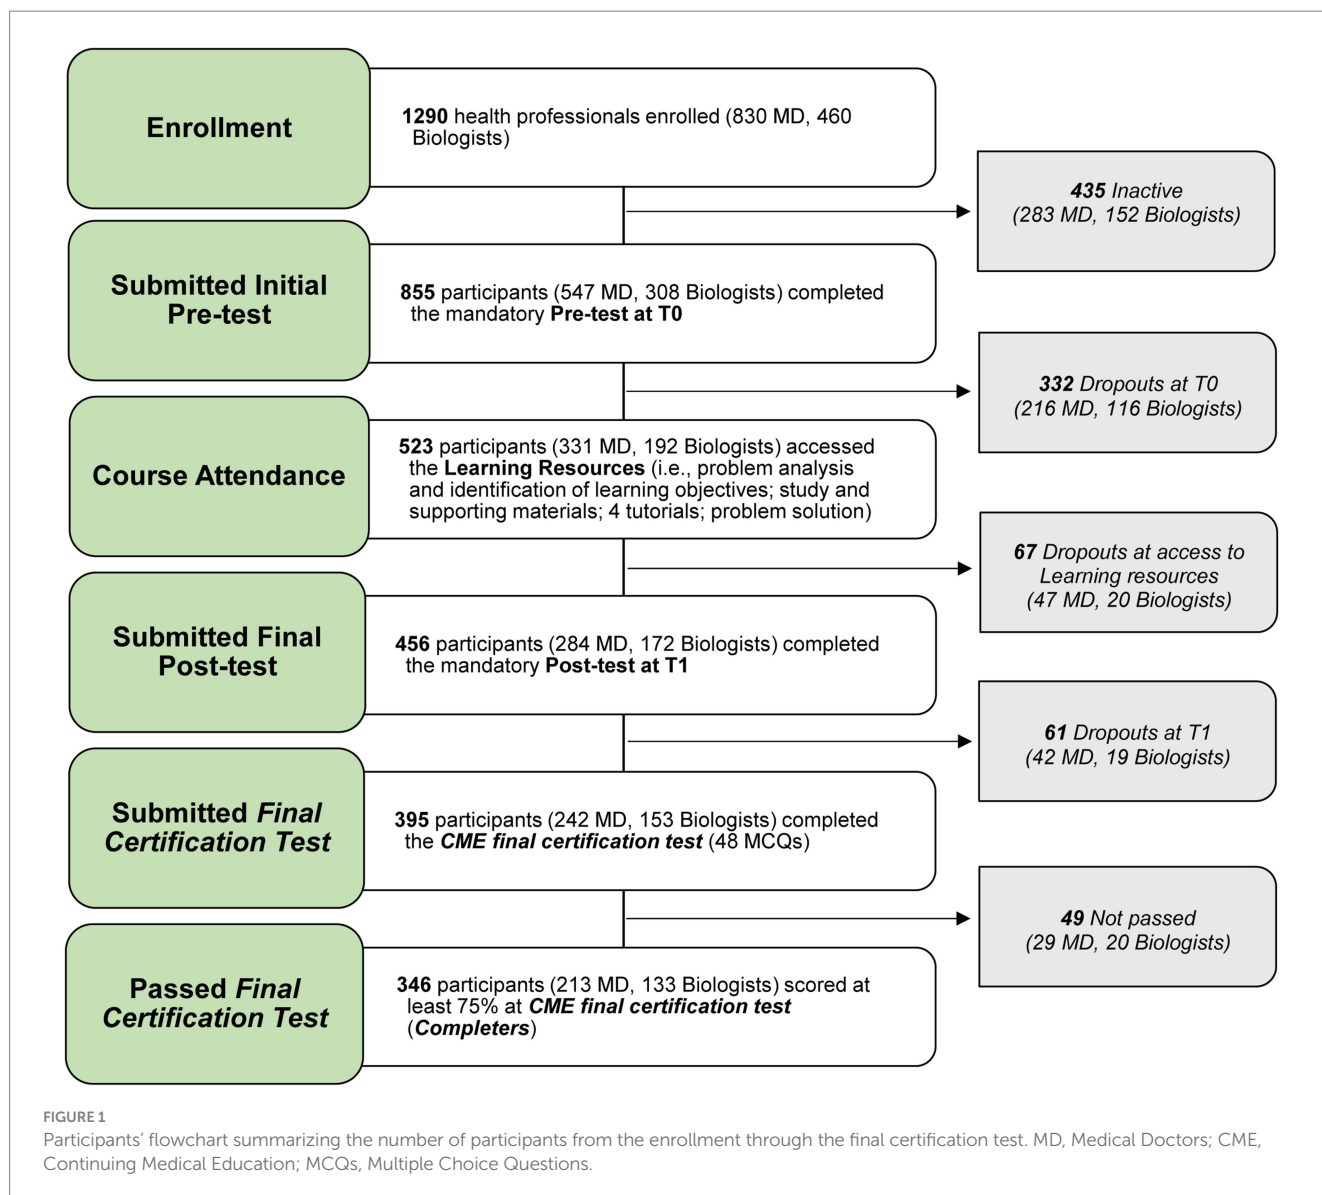 Enrollment
1290 health professionals enrolled (830 MD, 460
Biologists)
435 Inactive
(283 MD, 152 Biologists)
Submitted Initial
Pre-test
855 participants (547 MD, 308 Biologists) completed
the mandatory Pre-test at T0
332 Dropouts at T0
(216 MD, 116 Biologists)
Course Attendance
523 participants (331 MD, 192 Biologists) accessed
the Learning Resources (i.e., problem analysis
and identification of learning objectives; study and
supporting materials; 4 tutorials; problem solution)
67 Dropouts at access to
Learning resources
(47 MD, 20 Biologists)
Submitted Final
Post-test
456 participants (284 MD, 172 Biologists) completed
the mandatory Post-test at T1
61 Dropouts at T1
(42 MD, 19 Biologists)
Submitted Final
Certification Test
395 participants (242 MD, 153 Biologists) completed
the CME final certification test (48 MCQs)
49 Not passed
(29 MD, 20 Biologists)
Passed Final
Certification Test
346 participants (213 MD, 133 Biologists) scored at
least 75% at CME final certification test
(Completers)
FIGURE 1
Participants’ flowchart summarizing the number of participants from the enrollment through the final certification test. MD, Medical Doctors; CME,
Continuing Medical Education; MCQs, Multiple Choice Questions.